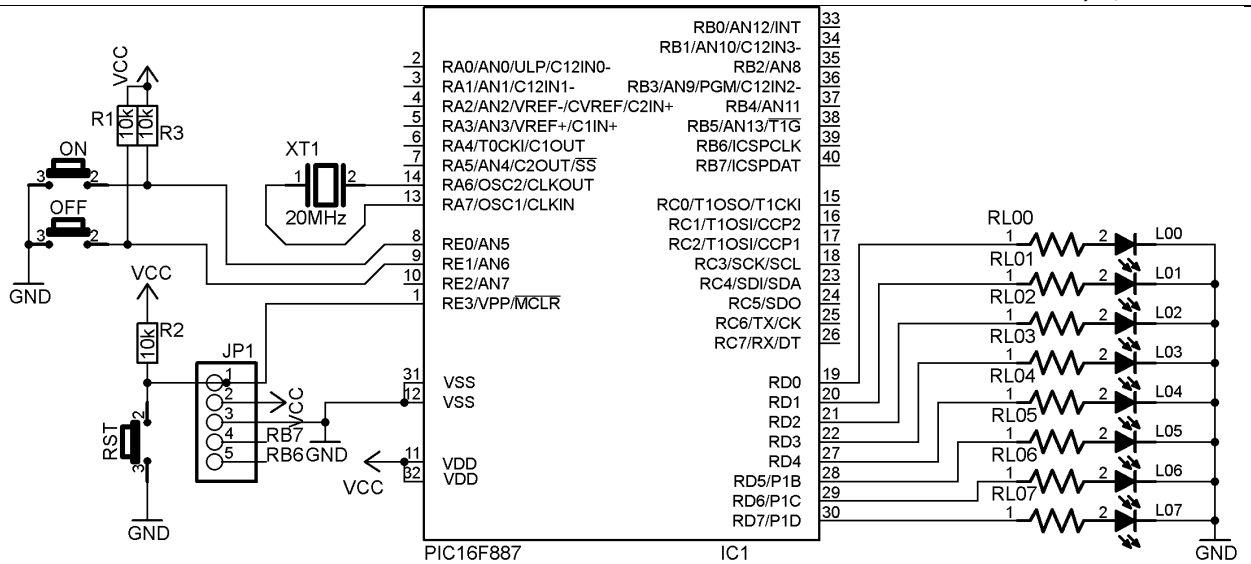 VCC
R1
10k
10k
R3
ON
3
2
OFF
3
2
GND
VCC
R2
10k
RST
2
3
GND
JP1
1
2
3
4
5
VCC
RB7
RB6
GND
VCC
XT1
1
2
20MHz
2 RA0/AN0/ULP/C12IN0-
3 RA1/AN1/C12IN1-
4 RA2/AN2/VREF-/CVREF/C2IN+
5 RA3/AN3/VREF+/C1IN+
6 RA4/T0CKI/C1OUT
7 RA5/AN4/C2OUT/SS
14 RA6/OSC2/CLKOUT
13 RA7/OSC1/CLKIN
8 RE0/AN5
9 RE1/AN6
10 RE2/AN7
1 RE3/VPP/MCLR
31 VSS
12 VSS
11 VDD
32 VDD
RB0/AN12/INT 33
RB1/AN10/C12IN3- 34
RB2/AN8 35
RB3/AN9/PGM/C12IN2- 36
RB4/AN11 37
RB5/AN13/T1G 38
RB6/ICSPCLK 39
RB7/ICSPDAT 40
RC0/T1OSO/T1CKI 15
RC1/T1OSI/CCP2 16
RC2/T1OSI/CCP1 17
RC3/SCK/SCL 18
RC4/SDI/SDA 23
RC5/SDO 24
RC6/TX/CK 25
RC7/RX/DT 26
RD0 19
RD1 20
RD2 21
RD3 22
RD4 27
RD5/P1B 28
RD6/P1C 29
RD7/P1D 30
PIC16F887
IC1
RL00
1 2 L00
RL01
1 2 L01
RL02
1 2 L02
RL03
1 2 L03
RL04
1 2 L04
RL05
1 2 L05
RL06
1 2 L06
RL07
1 2 L07
GND